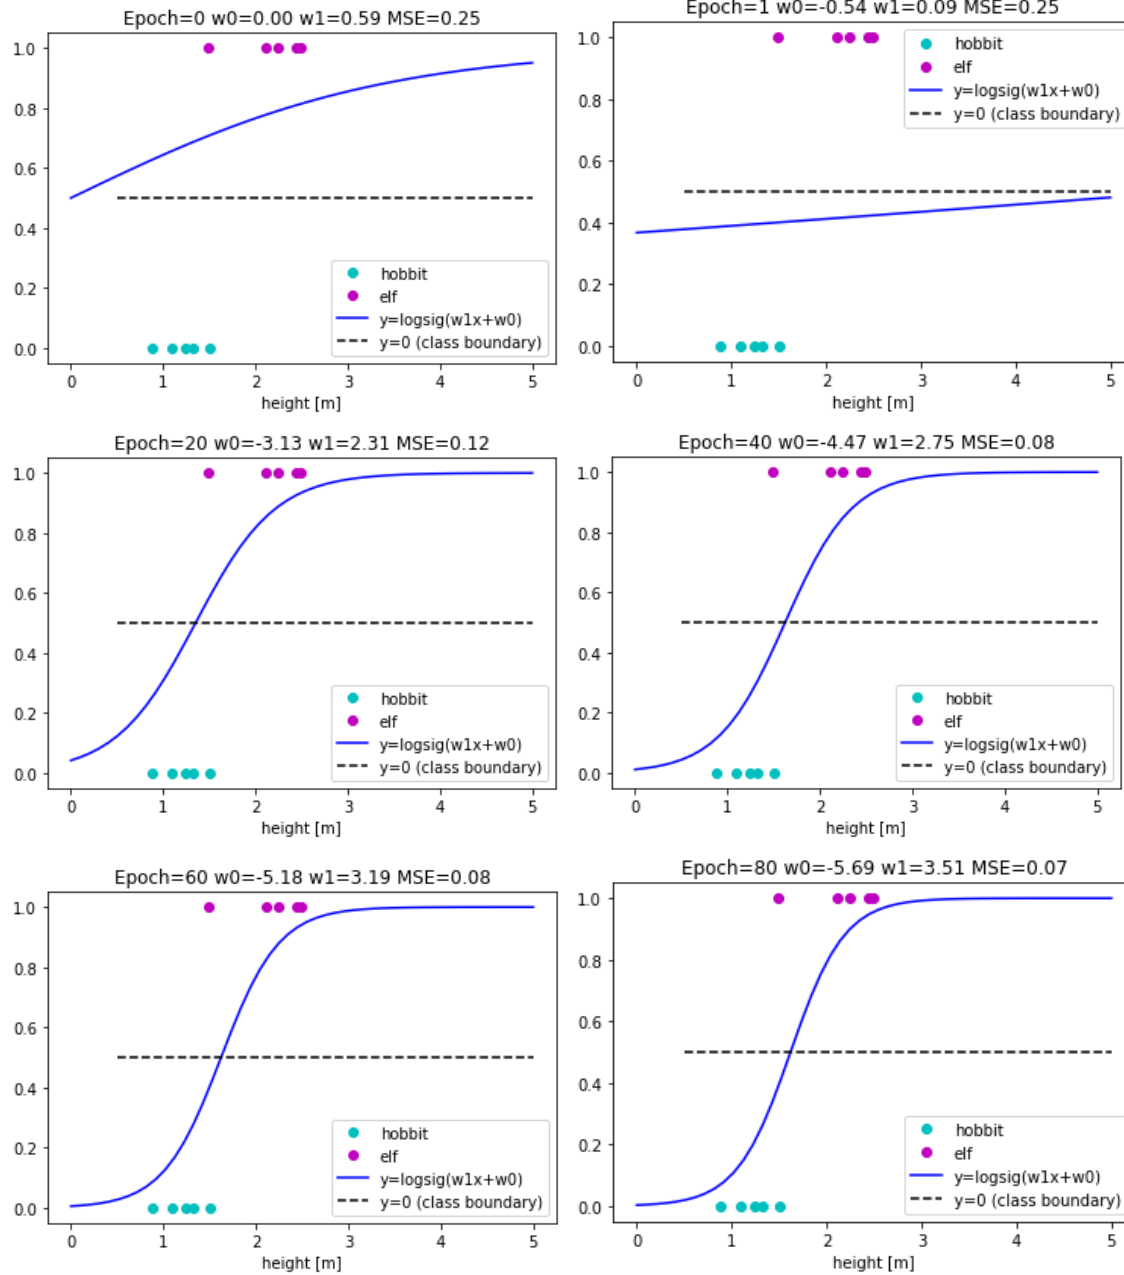 Epoch=0 w0=0.00 w1=0.59 MSE=0.25
1.0
0.8
0.6
0.4
0.2
0.0
hobbit
elf
y=logsig(w1x+w0)
y=0 (class boundary)
0 1 2 3 4 5
height [m]
Epoch=1 w0=-0.54 w1=0.09 MSE=0.25
1.0
0.8
0.6
0.4
0.2
0.0
hobbit
elf
y=logsig(w1x+w0)
y=0 (class boundary)
0 1 2 3 4 5
height [m]
Epoch=20 w0=-3.13 w1=2.31 MSE=0.12
1.0
0.8
0.6
0.4
0.2
0.0
hobbit
elf
y=logsig(w1x+w0)
y=0 (class boundary)
0 1 2 3 4 5
height [m]
Epoch=40 w0=-4.47 w1=2.75 MSE=0.08
1.0
0.8
0.6
0.4
0.2
0.0
hobbit
elf
y=logsig(w1x+w0)
y=0 (class boundary)
0 1 2 3 4 5
height [m]
Epoch=60 w0=-5.18 w1=3.19 MSE=0.08
1.0
0.8
0.6
0.4
0.2
0.0
hobbit
elf
y=logsig(w1x+w0)
y=0 (class boundary)
0 1 2 3 4 5
height [m]
Epoch=80 w0=-5.69 w1=3.51 MSE=0.07
1.0
0.8
0.6
0.4
0.2
0.0
hobbit
elf
y=logsig(w1x+w0)
y=0 (class boundary)
0 1 2 3 4 5
height [m]